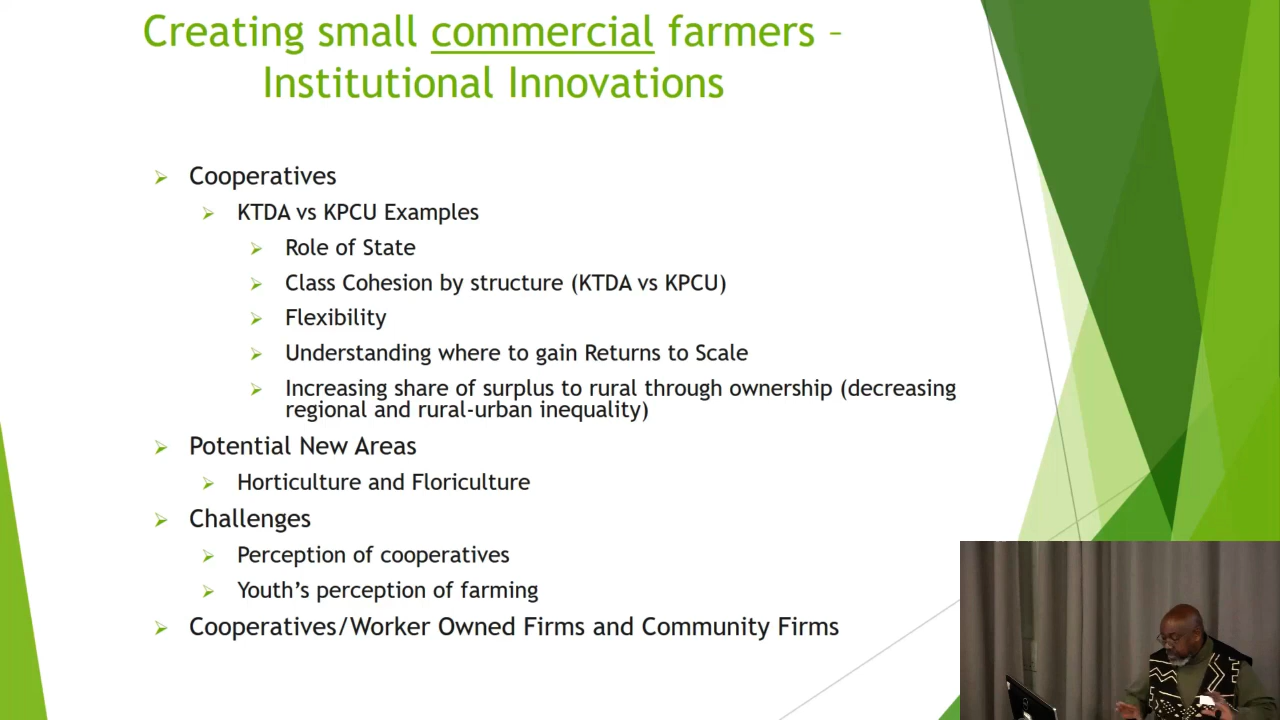 Creating small commercial farmers –
Institutional Innovations
Cooperatives
KTDA vs KPCU Examples
Role of State
Class Cohesion by structure (KTDA vs KPCU)
Flexibility
Understanding where to gain Returns to Scale
Increasing share of surplus to rural through ownership (decreasing
regional and rural-urban inequality)
Potential New Areas
Horticulture and Floriculture
Challenges
Perception of cooperatives
Youth’s perception of farming
Cooperatives/Worker Owned Firms and Community Firms